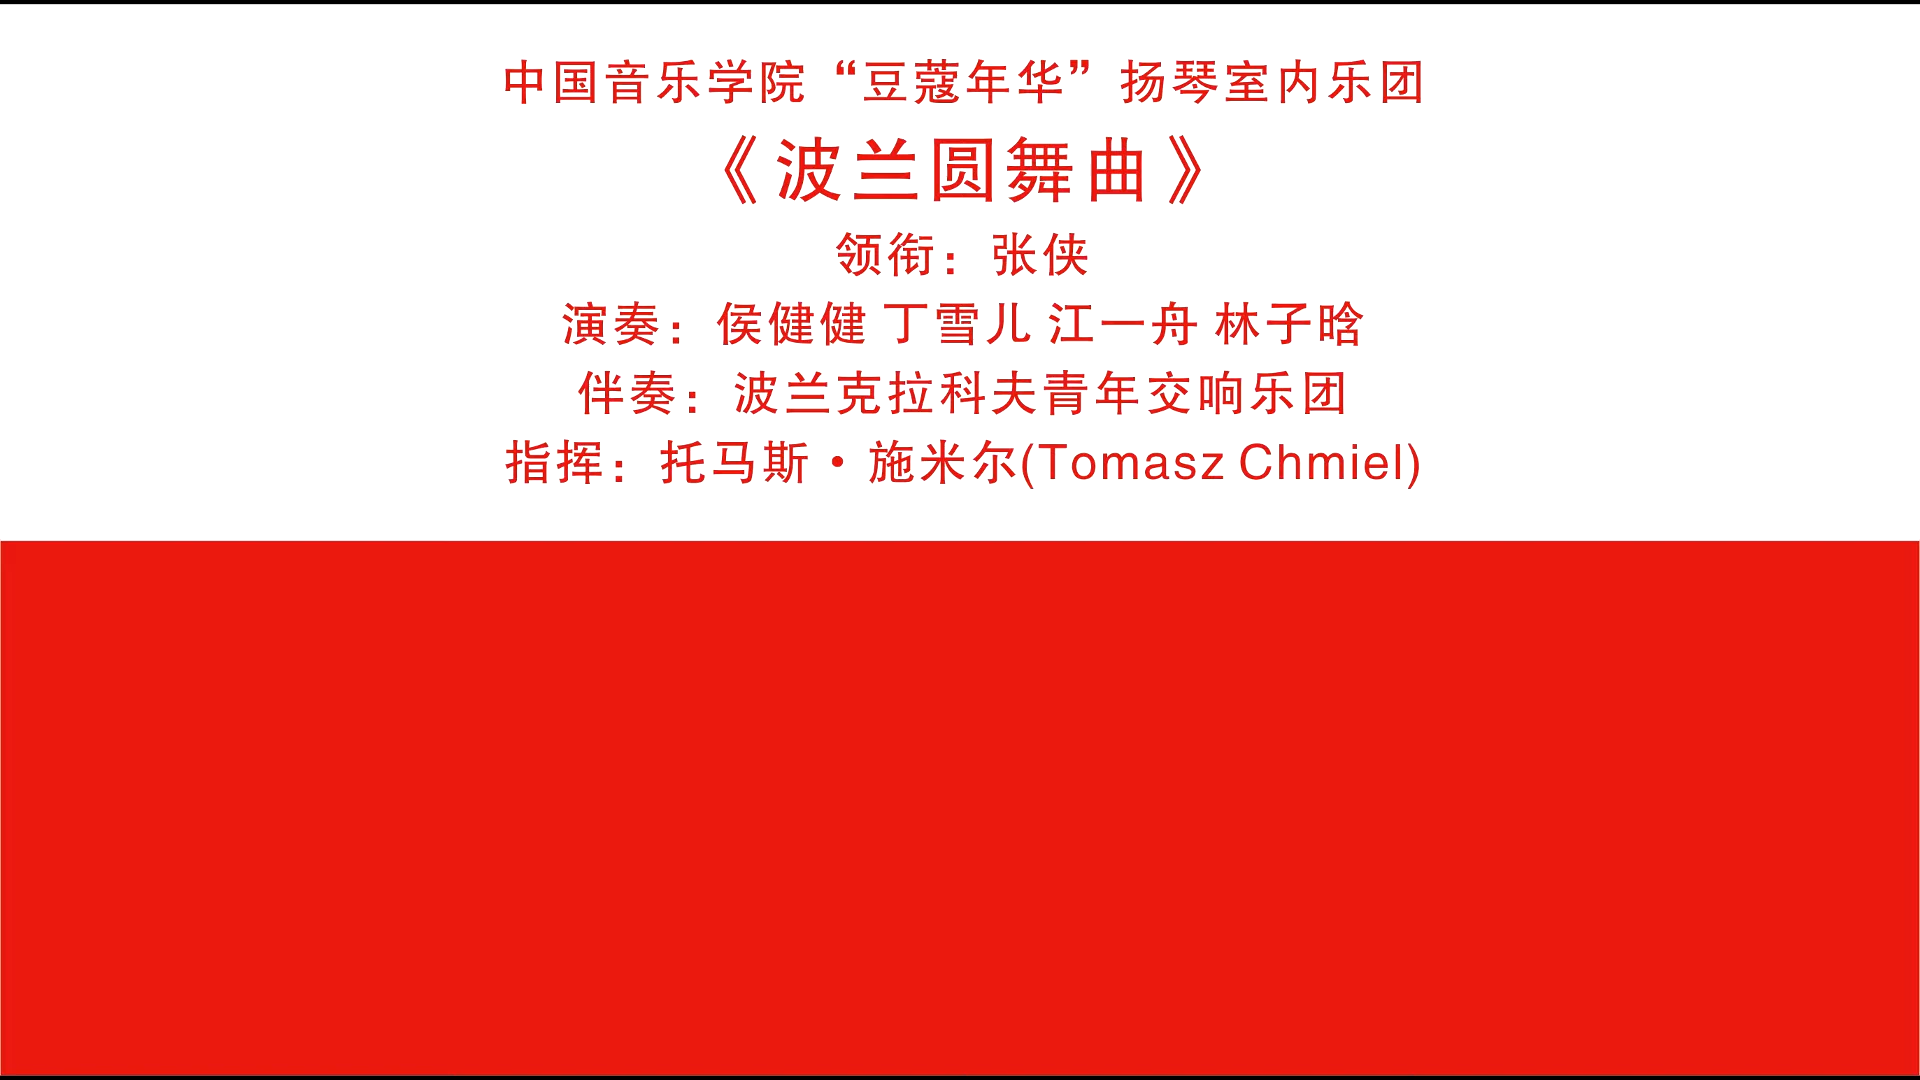 中国音乐学院“豆蔻年华”扬琴室内乐团
《波兰圆舞曲》
领衔：张侠
演奏：侯健健 丁雪儿 江一舟 林子晗
伴奏：波兰克拉科夫青年交响乐团
指挥：托马斯·施米尔(Tomasz Chmiel)